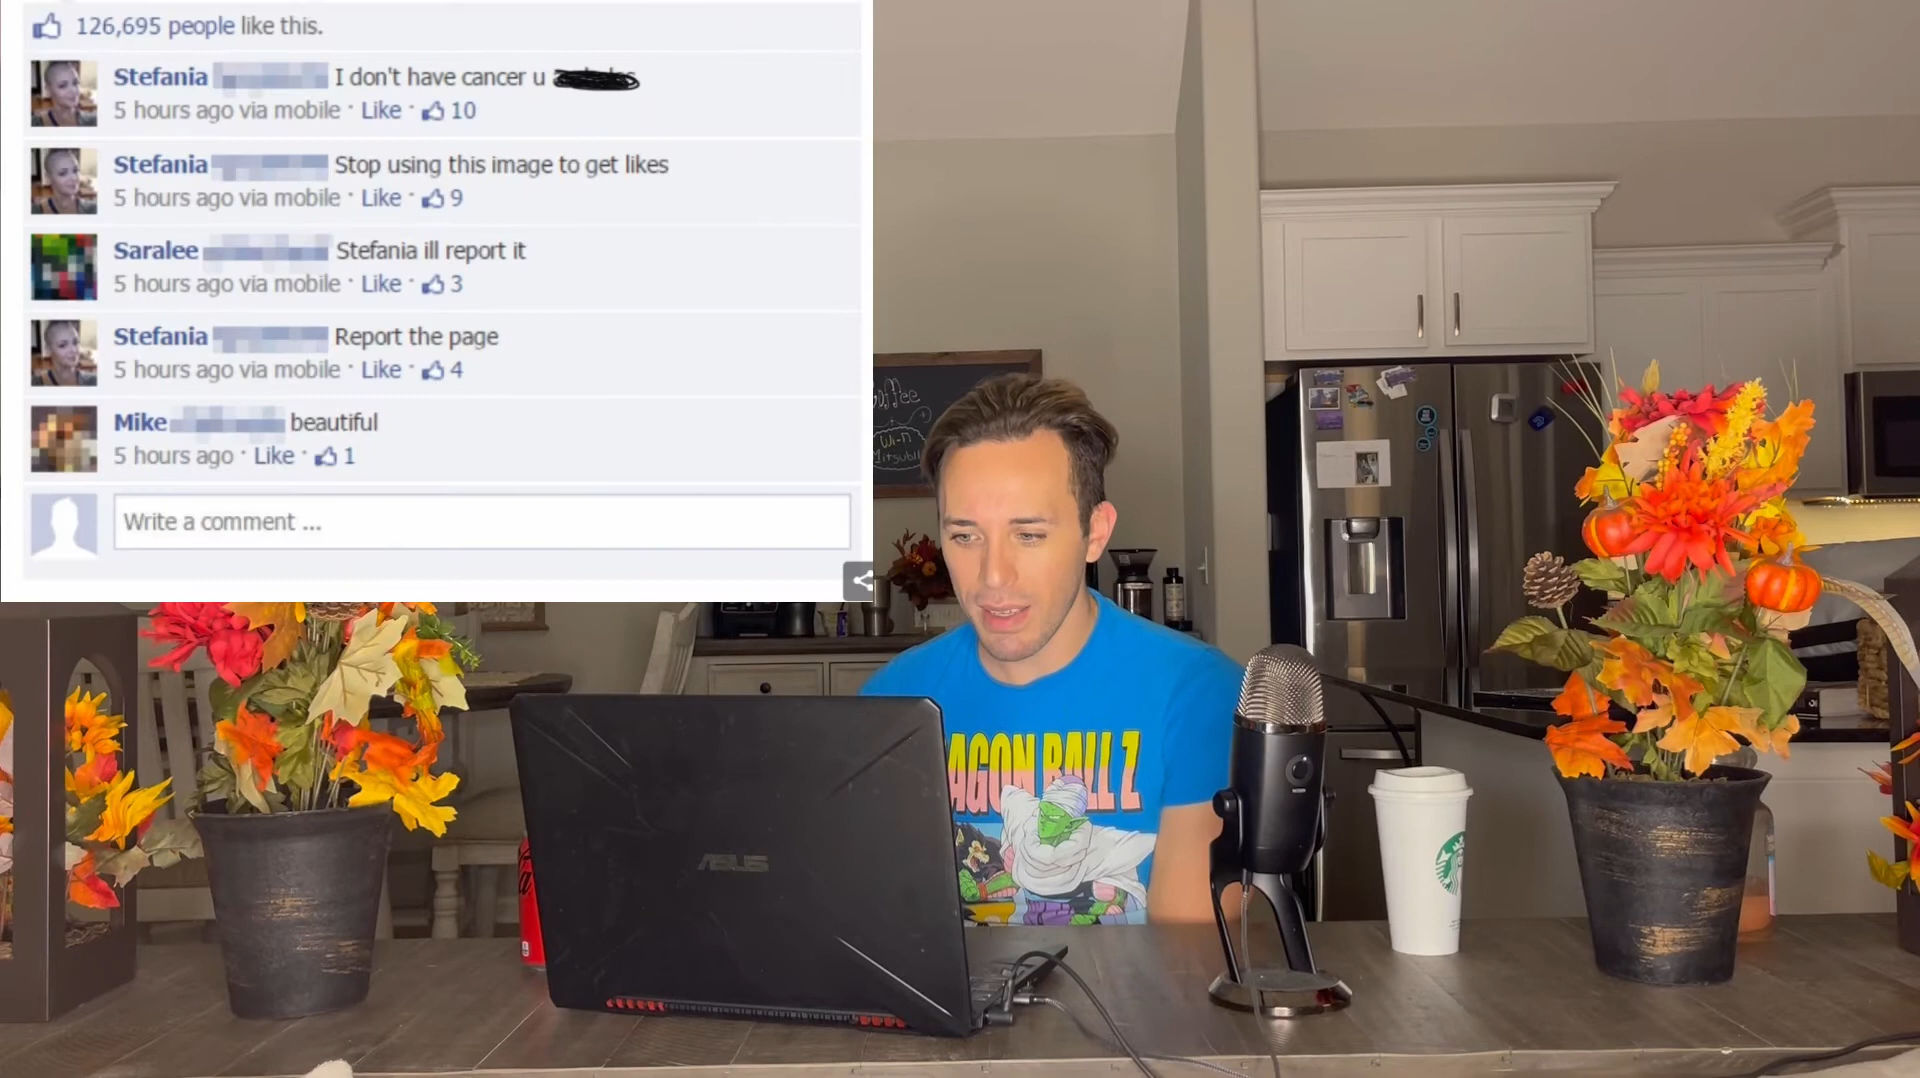 126,695 people like this.
Stefania I don't have cancer u
5 hours ago via mobile · Like · 10
Stefania Stop using this image to get likes
5 hours ago via mobile · Like · 9
Saralee Stefania ill report it
5 hours ago via mobile · Like · 3
Stefania Report the page
5 hours ago via mobile · Like · 4
Mike beautiful
5 hours ago · Like · 1
Write a comment ...
Wi-Fi
AGON BALL Z
ASUS